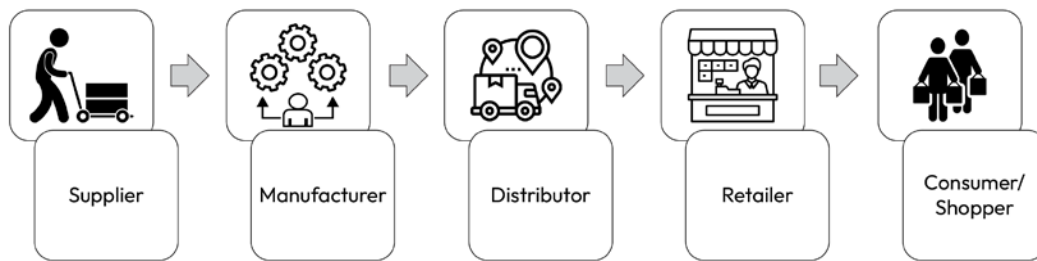 Supplier
Manufacturer
Distributor
Retailer
Consumer/
Shopper